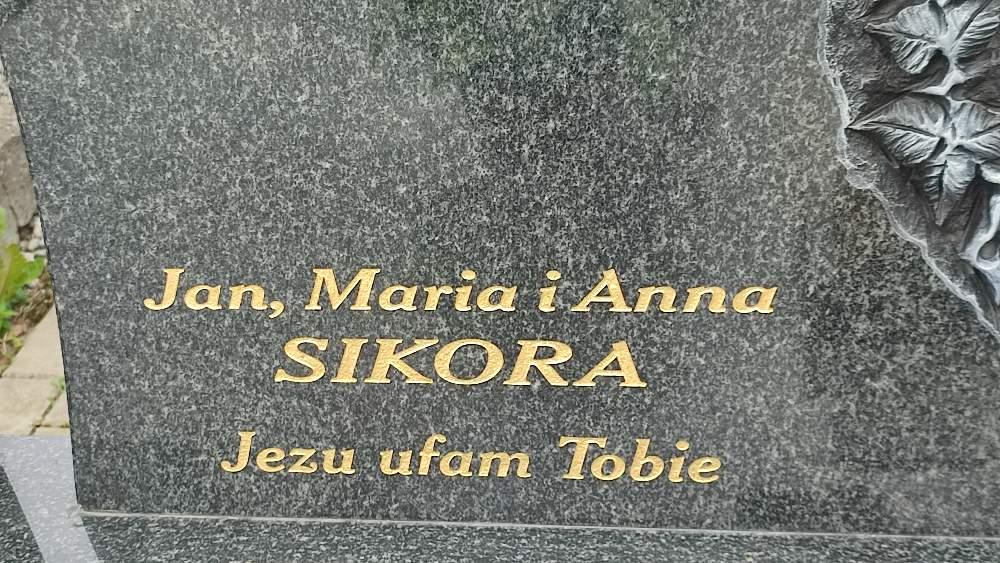 Jan, Maria i Anna
SIKORA
Jezu ufam Tobie